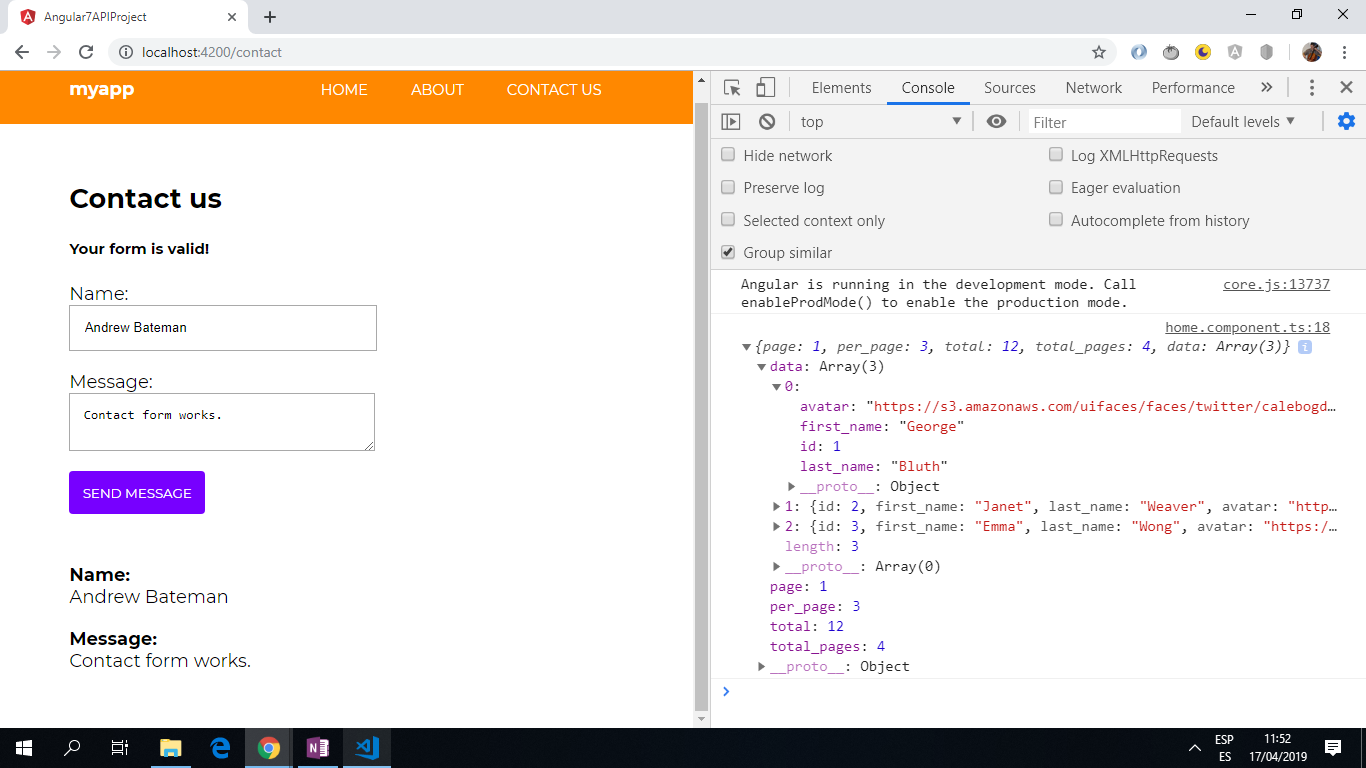 Angular7APIProject
localhost:4200/contact
myapp HOME ABOUT CONTACT US
Contact us
Your form is valid!
Name:
Andrew Bateman
Message:
Contact form works.
SEND MESSAGE
Name:
Andrew Bateman
Message:
Contact form works.
Elements Console Sources Network Performance
top Filter Default levels
Hide network Log XMLHttpRequests
Preserve log Eager evaluation
Selected context only Autocomplete from history
Group similar
Angular is running in the development mode. Call core.js:13737
enableProdMode() to enable the production mode.
home.component.ts:18
{page: 1, per_page: 3, total: 12, total_pages: 4, data: Array(3)} i
data: Array(3)
0:
avatar: "https://s3.amazonaws.com/uifaces/faces/twitter/calebogd…
first_name: "George"
id: 1
last_name: "Bluth"
__proto__: Object
1: {id: 2, first_name: "Janet", last_name: "Weaver", avatar: "http…
2: {id: 3, first_name: "Emma", last_name: "Wong", avatar: "https:/…
length: 3
__proto__: Array(0)
page: 1
per_page: 3
total: 12
total_pages: 4
__proto__: Object
ESP 11:52
ES 17/04/2019